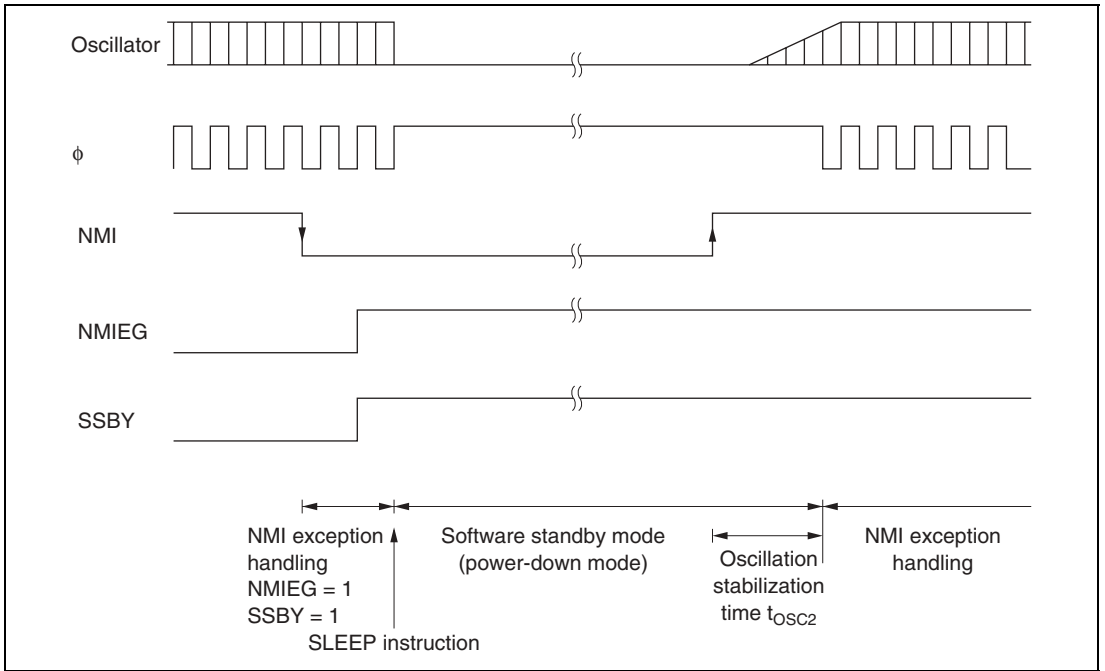 Oscillator
φ
NMI
NMIEG
SSBY
NMI exception
handling
NMIEG = 1
SSBY = 1
SLEEP instruction
Software standby mode
(power-down mode)
Oscillation
stabilization
time tOSC2
NMI exception
handling